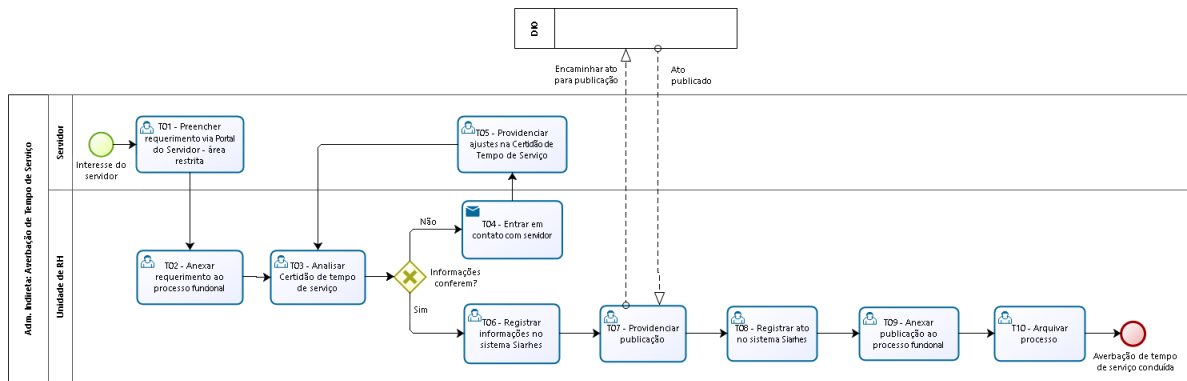 DIO
Encaminhar ato
para publicação
Ato
publicado
Adm. Indireta: Averbação de Tempo de Serviço
Servidor
Interesse do
servidor
T01 - Preencher
requerimento via Portal
do Servidor - área
restrita
T05 - Providenciar
ajustes na Certidão de
Tempo de Serviço
Unidade de RH
T02 - Anexar
requerimento ao
processo funcional
T03 - Analisar
Certidão de tempo
de serviço
Informações
conferem?
Não
T04 - Entrar em
contato com servidor
Sim
T06 - Registrar
informações no
sistema Siarhes
T07 - Providenciar
publicação
T08 - Registrar ato
no sistema Siarhes
T09 - Anexar
publicação ao
processo funcional
T10 - Arquivar
processo
Averbação de tempo
de serviço conduída